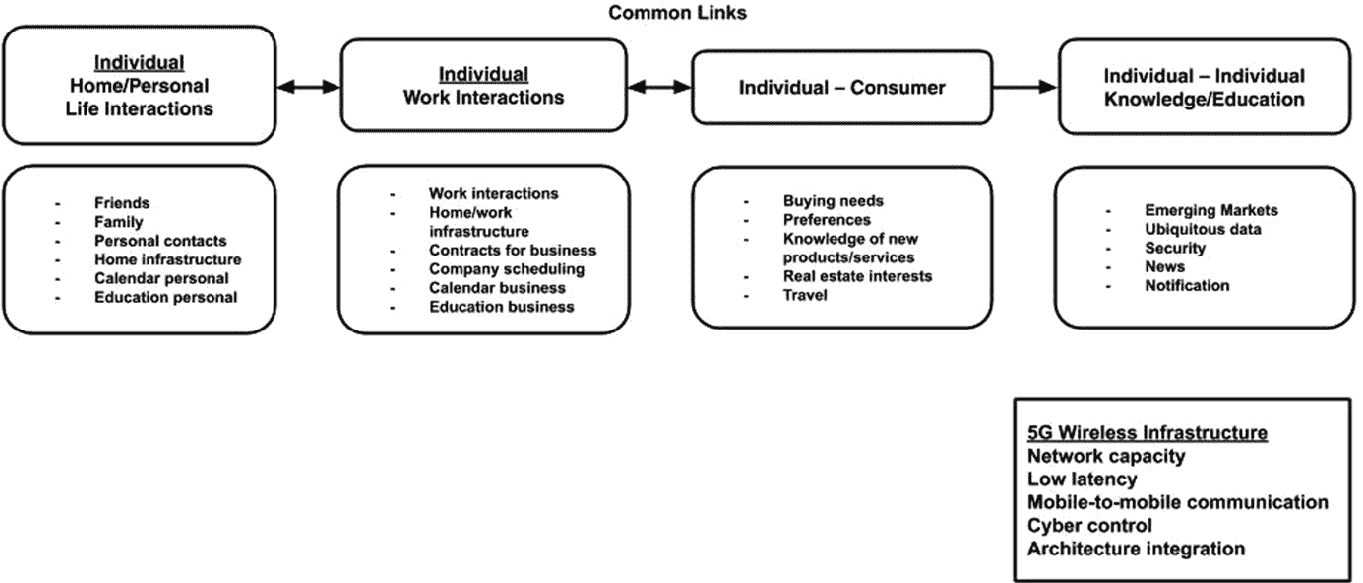 Common Links
Individual
Home/Personal
Life Interactions
Individual
Work Interactions
Individual – Consumer
Individual – Individual
Knowledge/Education
- Friends
- Family
- Personal contacts
- Home infrastructure
- Calendar personal
- Education personal
- Work interactions
- Home/work
infrastructure
- Contracts for business
- Company scheduling
- Calendar business
- Education business
- Buying needs
- Preferences
- Knowledge of new
products/services
- Real estate interests
- Travel
- Emerging Markets
- Ubiquitous data
- Security
- News
- Notification
5G Wireless Infrastructure
Network capacity
Low latency
Mobile-to-mobile communication
Cyber control
Architecture integration